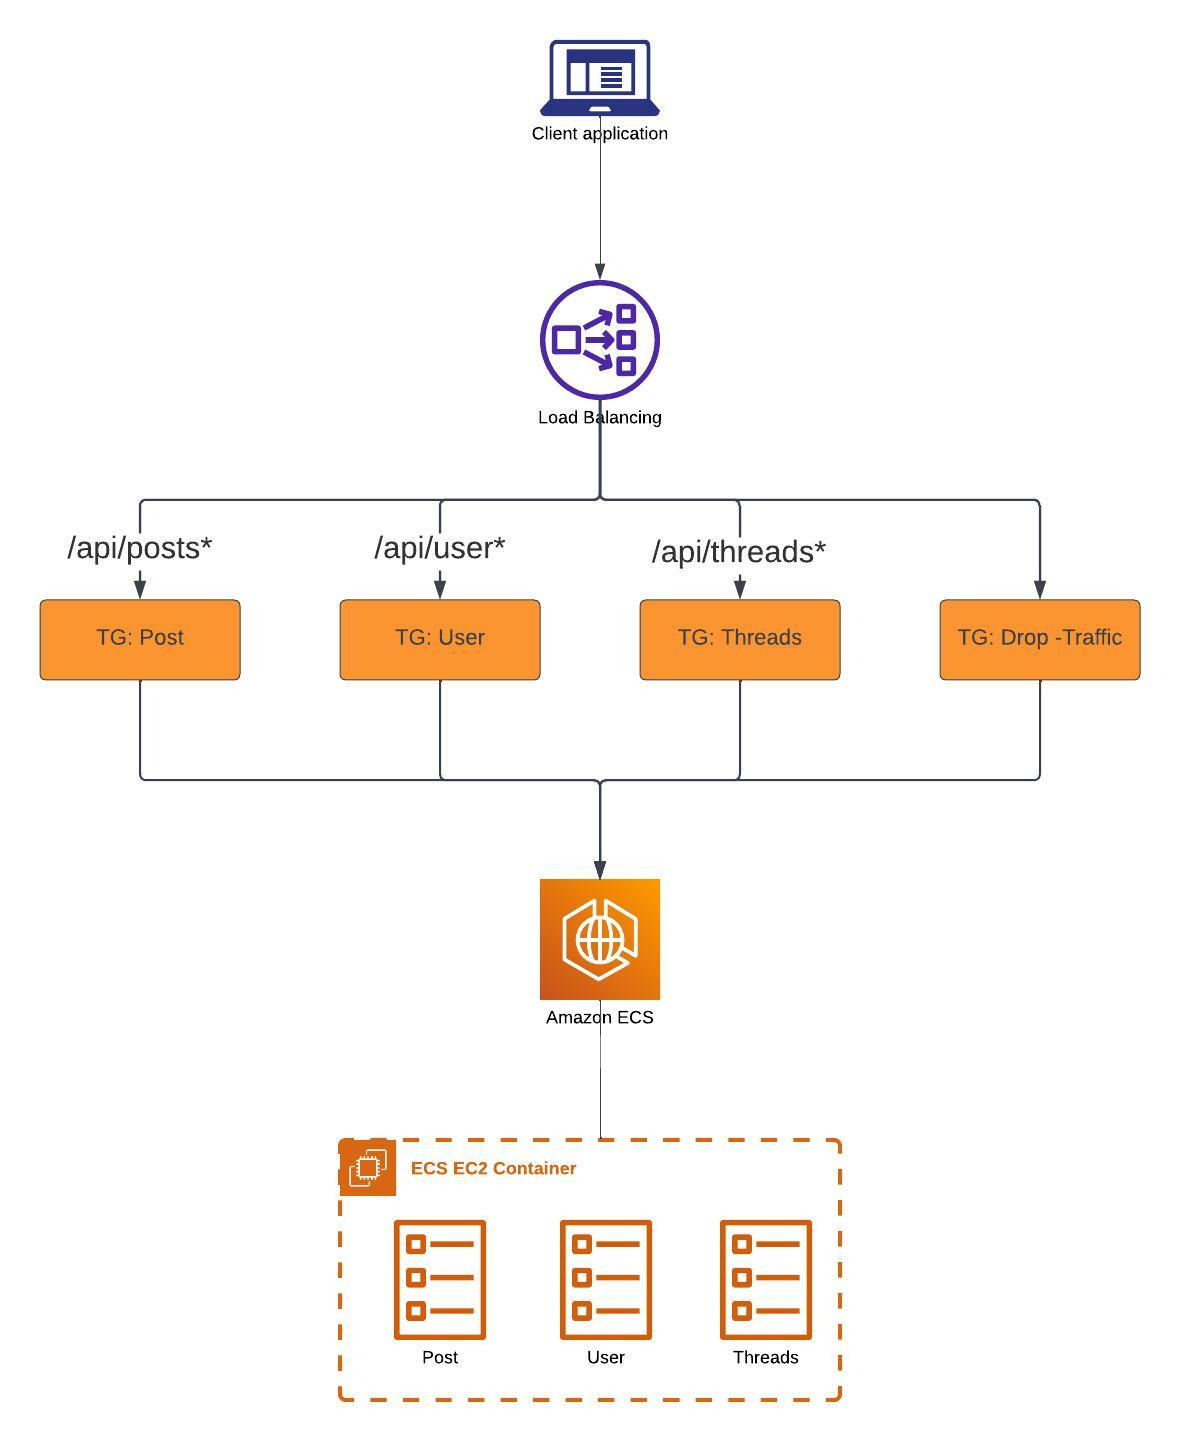 Client application
Load Balancing
/api/posts*
/api/user*
/api/threads*
TG: Post
TG: User
TG: Threads
TG: Drop -Traffic
Amazon ECS
ECS EC2 Container
Post
User
Threads